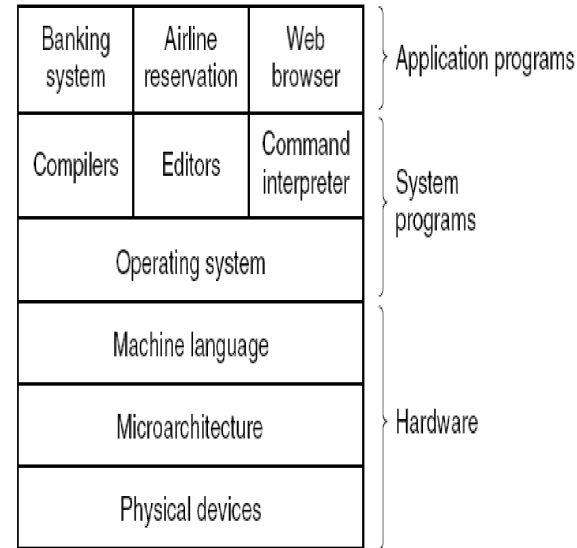 Banking
system
Airline
reservation
Web
browser
Application programs
Compilers
Editors
Command
interpreter
System
programs
Operating system
Machine language
Microarchitecture
Hardware
Physical devices